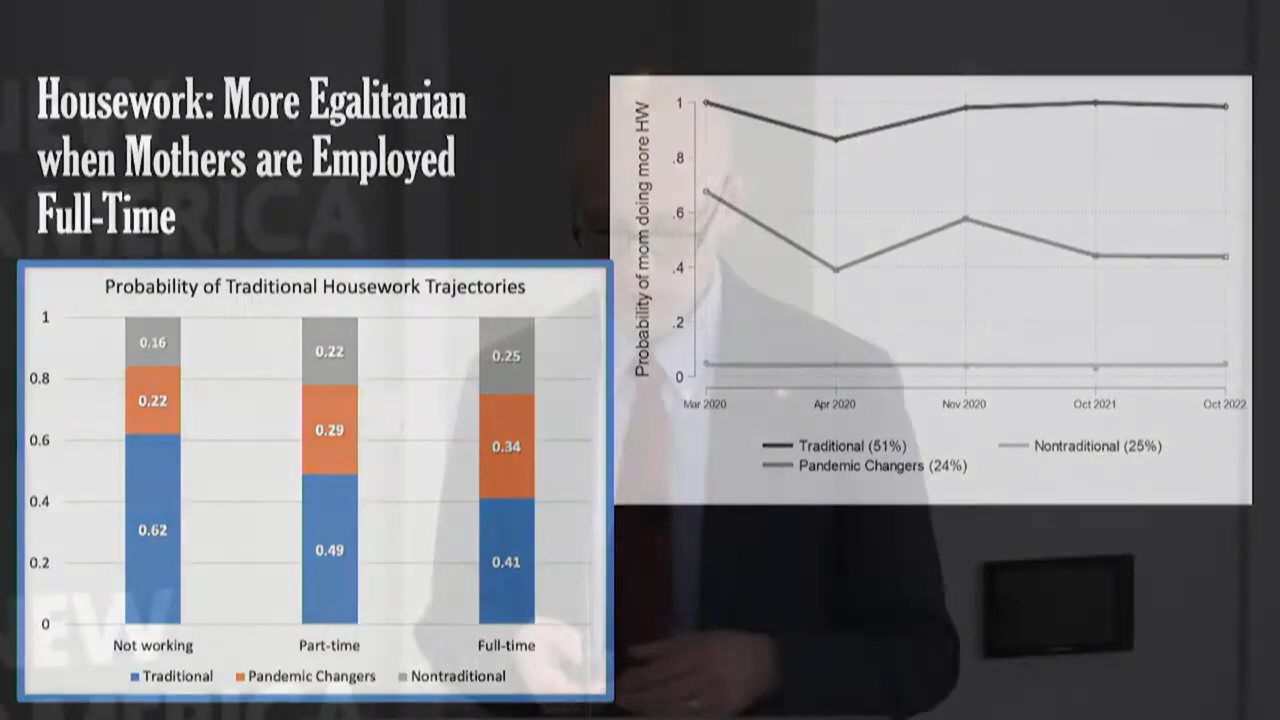 Housework: More Egalitarian
when Mothers are Employed
Full-Time
Probability of Traditional Housework Trajectories
1
0.8
0.6
0.4
0.2
0
0.16
0.22
0.62
0.22
0.29
0.49
0.25
0.34
0.41
Not working
Part-time
Full-time
Traditional
Pandemic Changers
Nontraditional
Probability of mom doing more HW
1
.8
.6
.4
.2
0
Mar 2020
Apr 2020
Nov 2020
Oct 2021
Oct 2022
Traditional (51%)
Nontraditional (25%)
Pandemic Changers (24%)
NEW
AMERICA
NEW
AMERICA